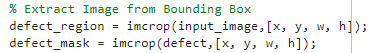 % Extract Image from Bounding Box
defect_region = imcrop(input_image,[x, y, w, h]);
defect_mask = imcrop(defect,[x, y, w, h]);